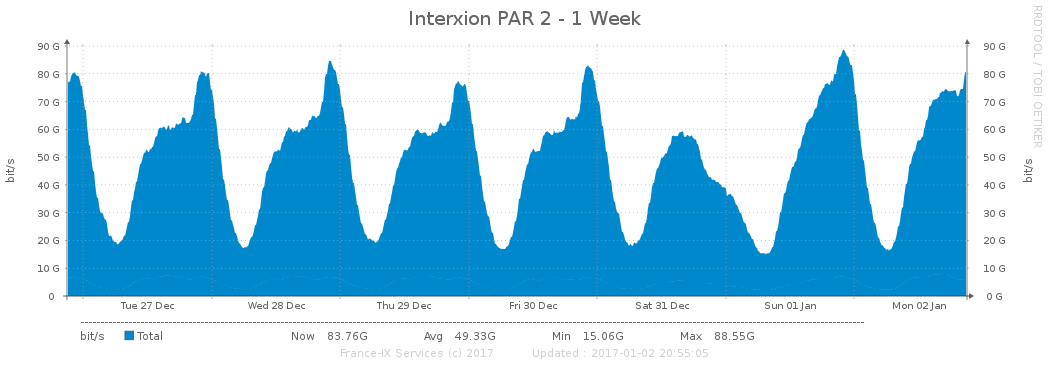 Interxion PAR 2 - 1 Week
RRDTOOL / TOBI OETIKER
90 G 90 G
80 G 80 G
70 G 70 G
60 G 60 G
50 G 50 G
40 G 40 G
30 G 30 G
20 G 20 G
10 G 10 G
0 0 G
bit/s
bit/s
Tue 27 Dec Wed 28 Dec Thu 29 Dec Fri 30 Dec Sat 31 Dec Sun 01 Jan Mon 02 Jan
bit/s Total Now 83.76G Avg 49.33G Min 15.06G Max 88.55G
France-IX Services (c) 2017 Updated : 2017-01-02 20:55:05